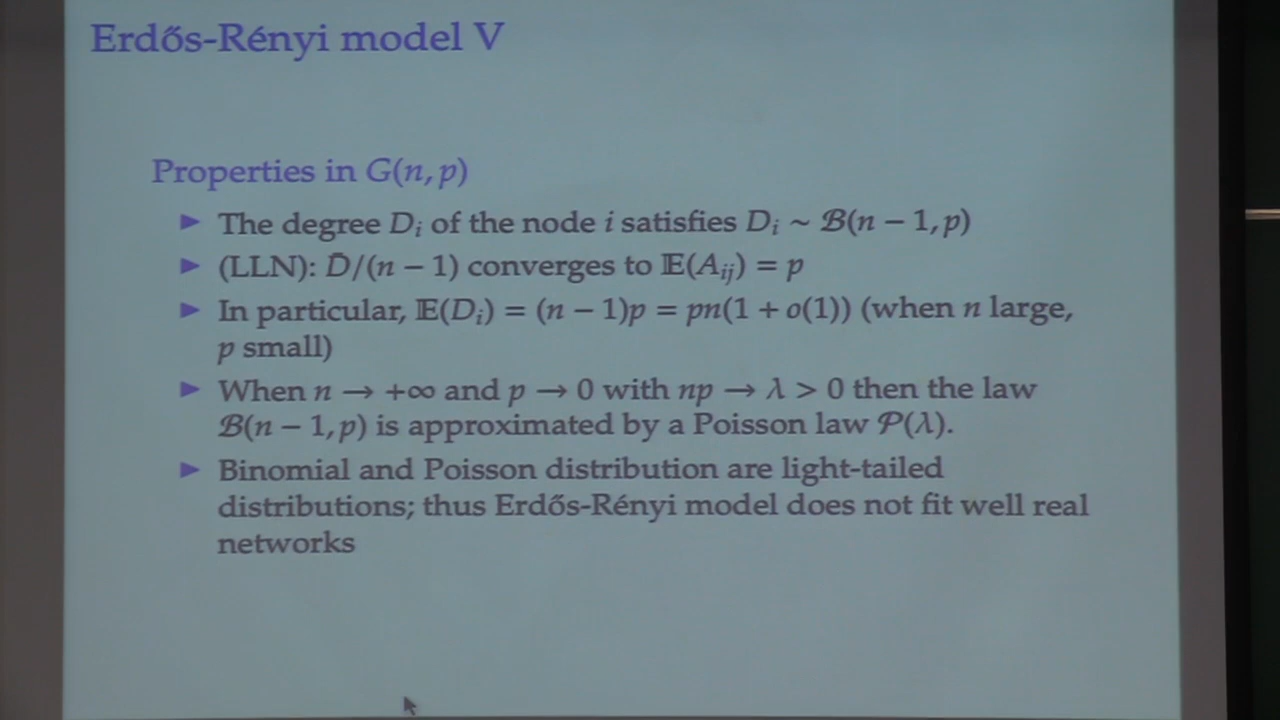 Erdős-Rényi model V
Properties in G(n, p)
► The degree Dᵢ of the node i satisfies Dᵢ ~ ℬ(n − 1, p)
► (LLN): D̄/(n − 1) converges to 𝔼(Aᵢⱼ) = p
► In particular, 𝔼(Dᵢ) = (n − 1)p = pn(1 + o(1)) (when n large,
p small)
► When n → +∞ and p → 0 with np → λ > 0 then the law
ℬ(n − 1, p) is approximated by a Poisson law 𝒫(λ).
► Binomial and Poisson distribution are light-tailed
distributions; thus Erdős-Rényi model does not fit well real
networks